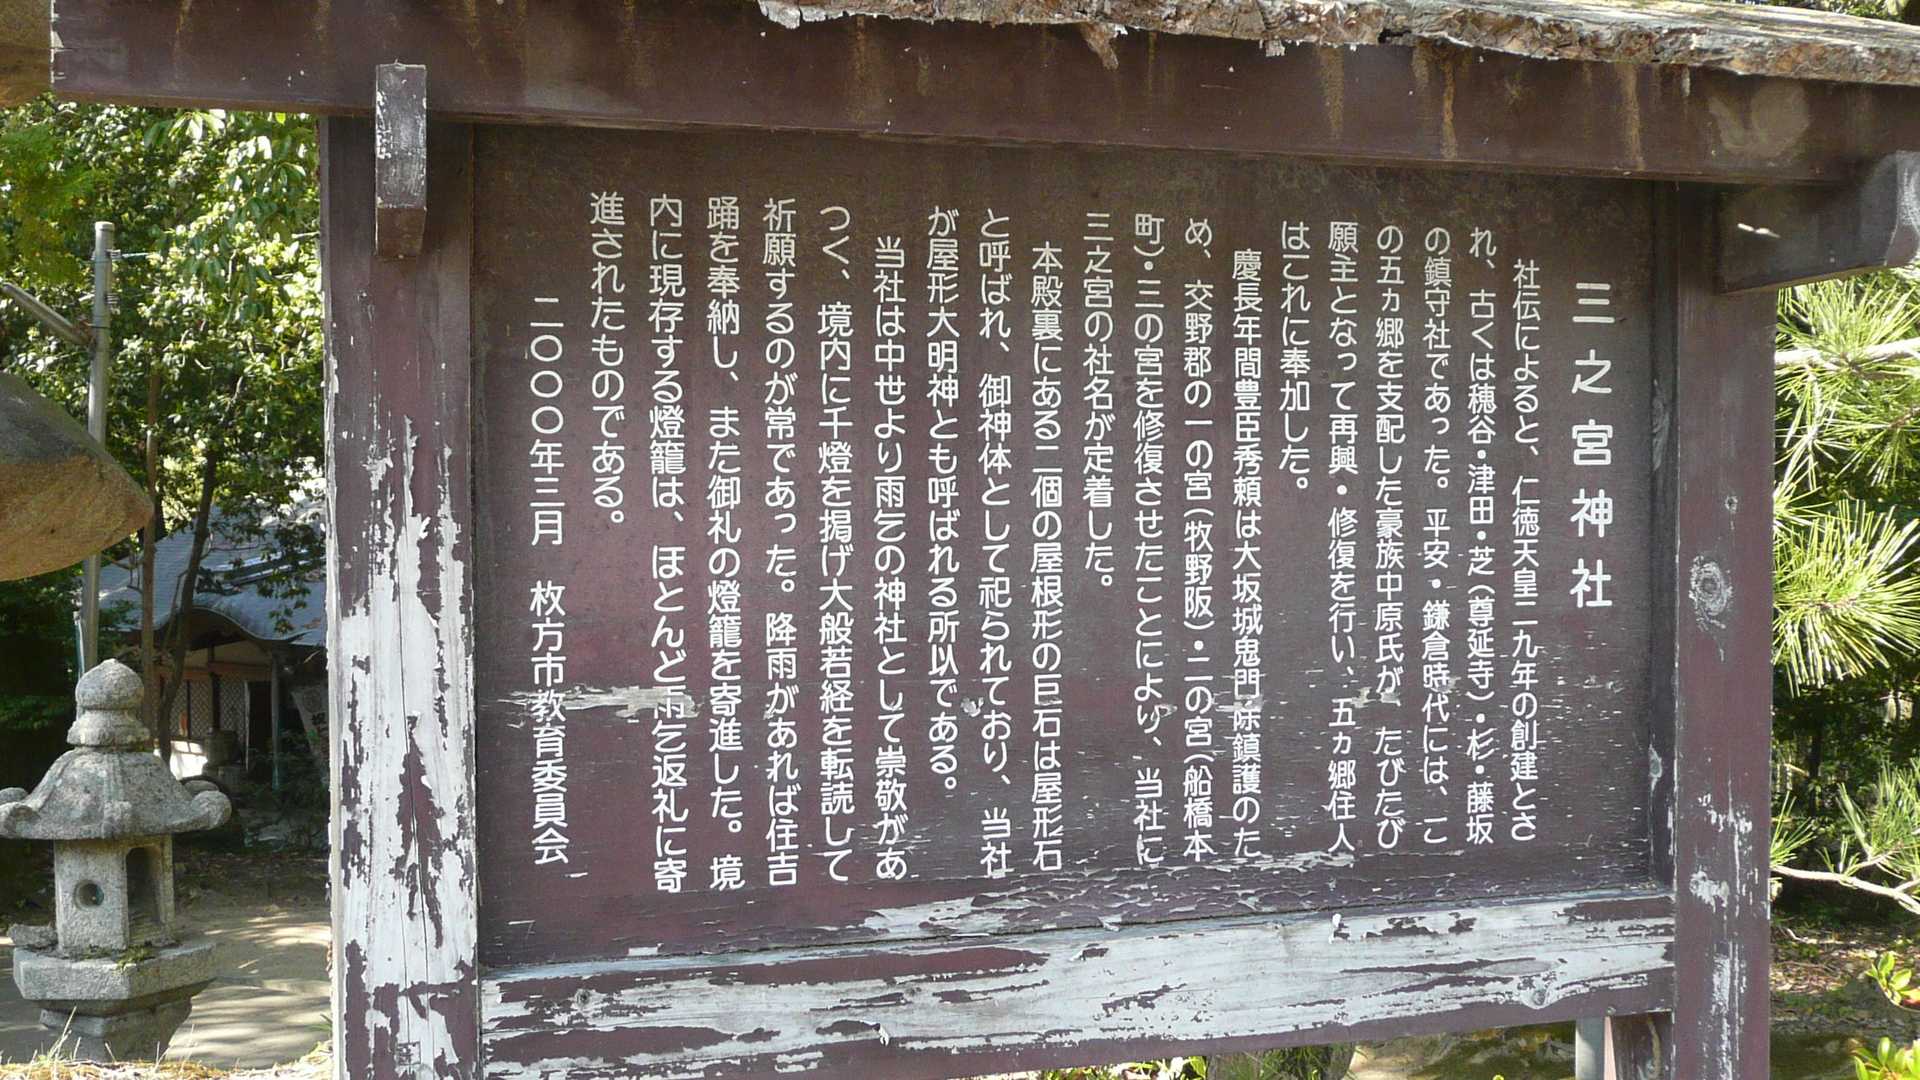 三之宮神社
社伝によると、仁徳天皇二九年の創建とさ
れ、古くは穂谷・津田・芝(尊延寺)・杉・藤坂
の鎮守社であった。平安・鎌倉時代には、こ
の五ヵ郷を支配した豪族中原氏が、たびたび
願主となって再興・修復を行い、五ヵ郷住人
はこれに奉加した。
慶長年間豊臣秀頼は大坂城鬼門除鎮護のた
め、交野郡の一の宮(牧野阪)・二の宮(船橋本
町)・三の宮を修復させたことにより、当社に
三之宮の社名が定着した。
本殿裏にある二個の屋根形の巨石は屋形石
と呼ばれ、御神体として祀られており、当社
が屋形大明神とも呼ばれる所以である。
当社は中世より雨乞の神社として崇敬があ
つく、境内に千燈を掲げ大般若経を転読して
祈願するのが常であった。降雨があれば住吉
踊を奉納し、また御礼の燈籠を寄進した。境
内に現存する燈籠は、ほとんど雨乞返礼に寄
進されたものである。
二〇〇〇年三月　枚方市教育委員会